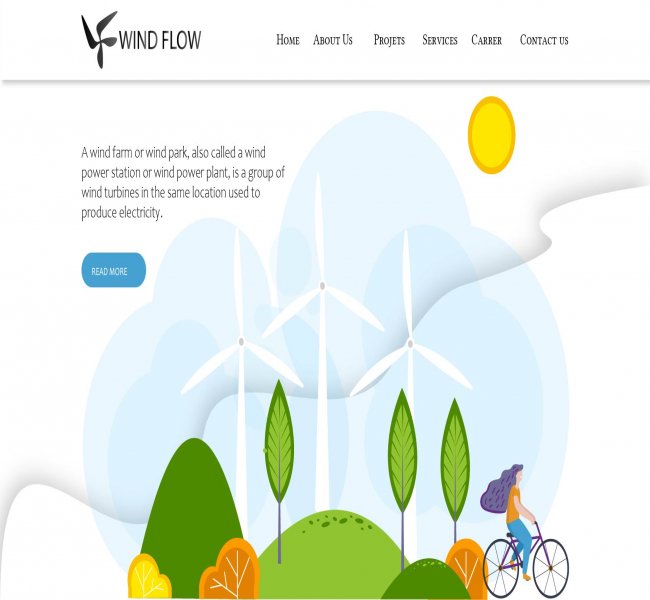 WIND FLOW
Home About Us Projets Services Carrer Contact us
A wind farm or wind park, also called a wind
power station or wind power plant, is a group of
wind turbines in the same location used to
produce electricity.
READ MORE